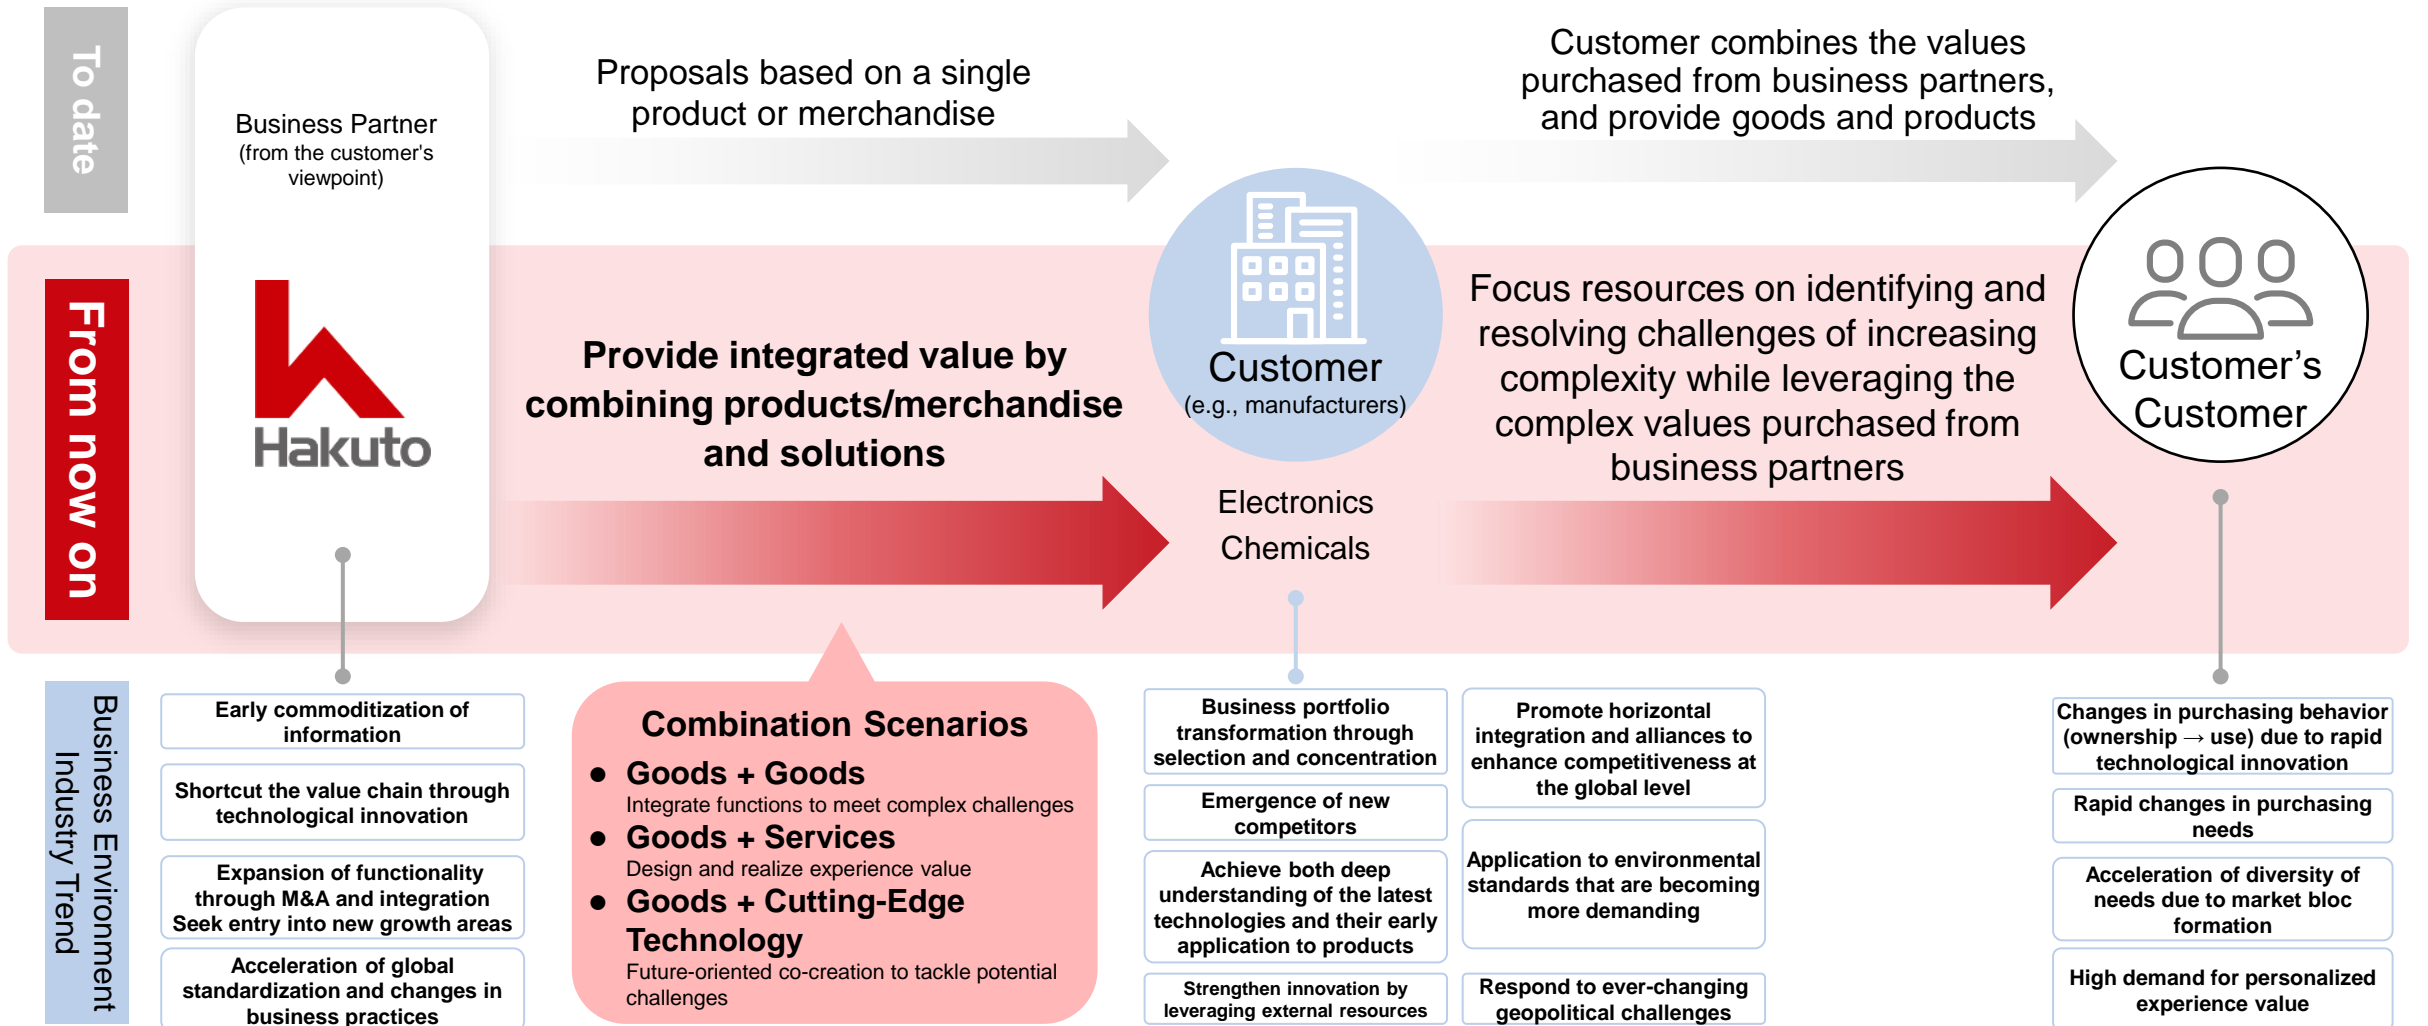 To date
Business Partner
(from the customer's
viewpoint)
Proposals based on a single
product or merchandise
Customer combines the values
purchased from business partners,
and provide goods and products
From now on
Hakuto
Provide integrated value by
combining products/merchandise
and solutions
Customer
(e.g., manufacturers)
Electronics
Chemicals
Focus resources on identifying and
resolving challenges of increasing
complexity while leveraging the
complex values purchased from
business partners
Customer’s
Customer
Business Environment
Industry Trend
Early commoditization of
information
Shortcut the value chain through
technological innovation
Expansion of functionality
through M&A and integration
Seek entry into new growth areas
Acceleration of global
standardization and changes in
business practices
Combination Scenarios
● Goods + Goods
Integrate functions to meet complex challenges
● Goods + Services
Design and realize experience value
● Goods + Cutting-Edge
Technology
Future-oriented co-creation to tackle potential
challenges
Business portfolio
transformation through
selection and concentration
Emergence of new
competitors
Achieve both deep
understanding of the latest
technologies and their early
application to products
Strengthen innovation by
leveraging external resources
Promote horizontal
integration and alliances to
enhance competitiveness at
the global level
Application to environmental
standards that are becoming
more demanding
Respond to ever-changing
geopolitical challenges
Changes in purchasing behavior
(ownership → use) due to rapid
technological innovation
Rapid changes in purchasing
needs
Acceleration of diversity of
needs due to market bloc
formation
High demand for personalized
experience value